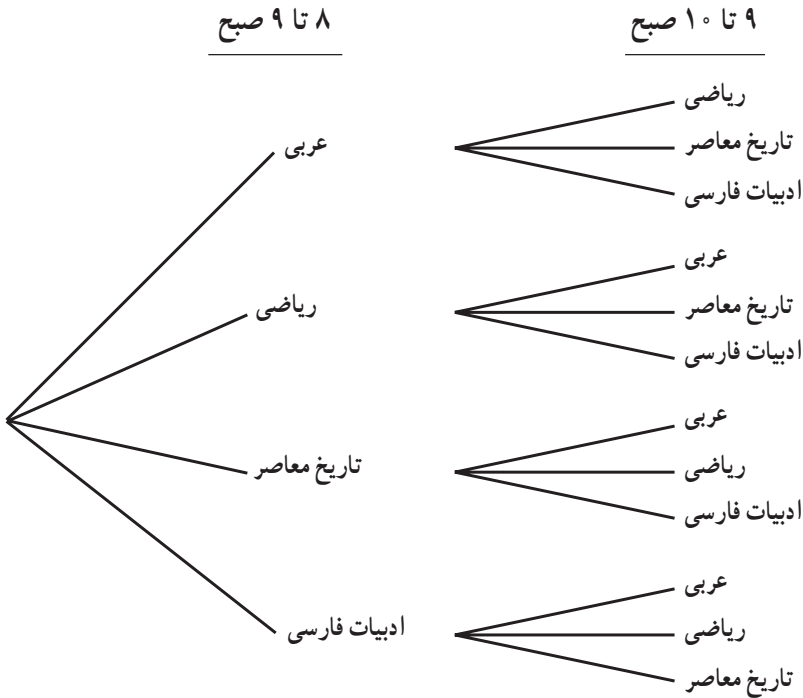 ۸ تا ۹ صبح
۹ تا ۱۰ صبح
عربی
ریاضی
تاریخ معاصر
ادبیات فارسی
ریاضی
عربی
تاریخ معاصر
ادبیات فارسی
تاریخ معاصر
عربی
ریاضی
ادبیات فارسی
ادبیات فارسی
عربی
ریاضی
تاریخ معاصر